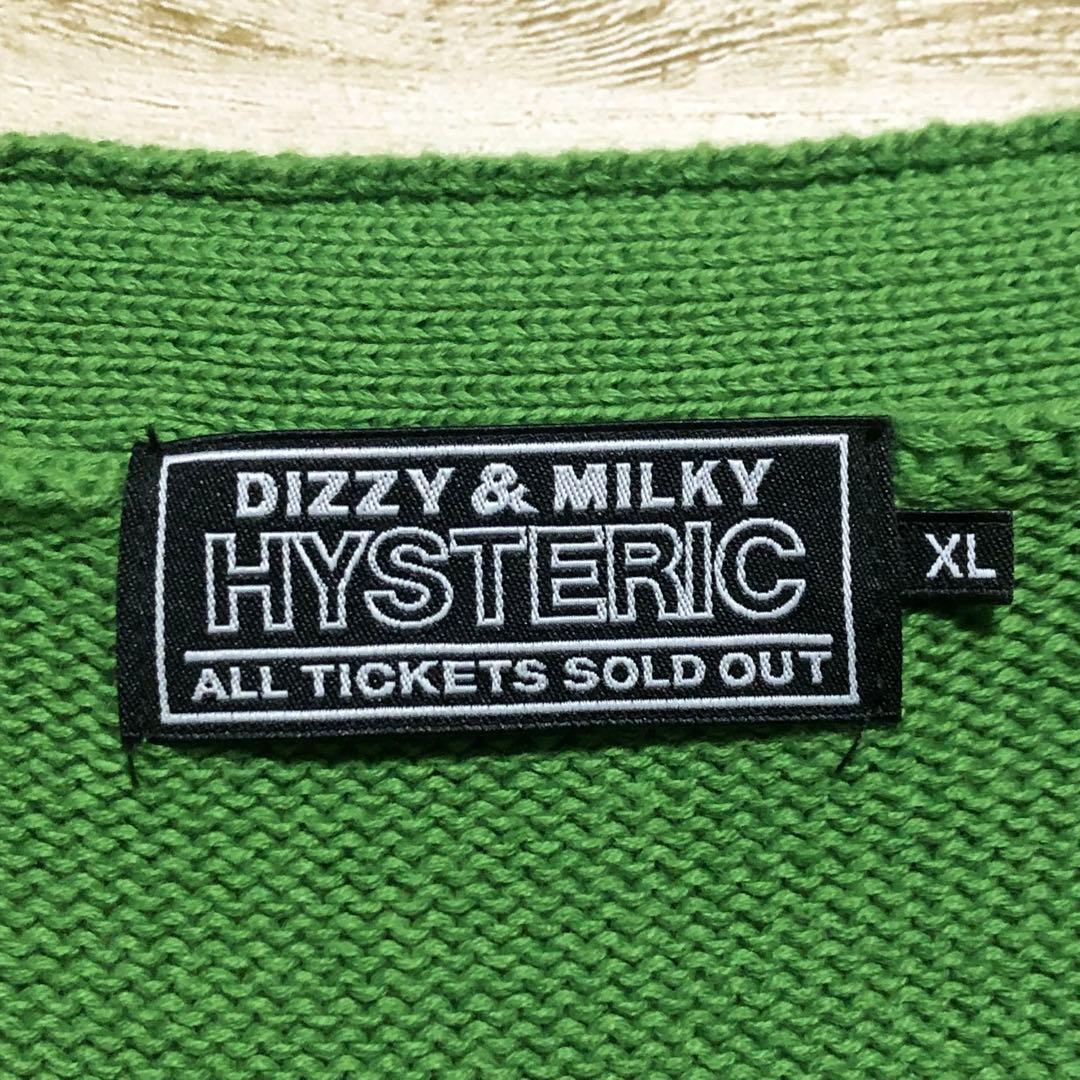 DIZZY & MILKY
HYSTERIC
ALL TICKETS SOLD OUT
XL